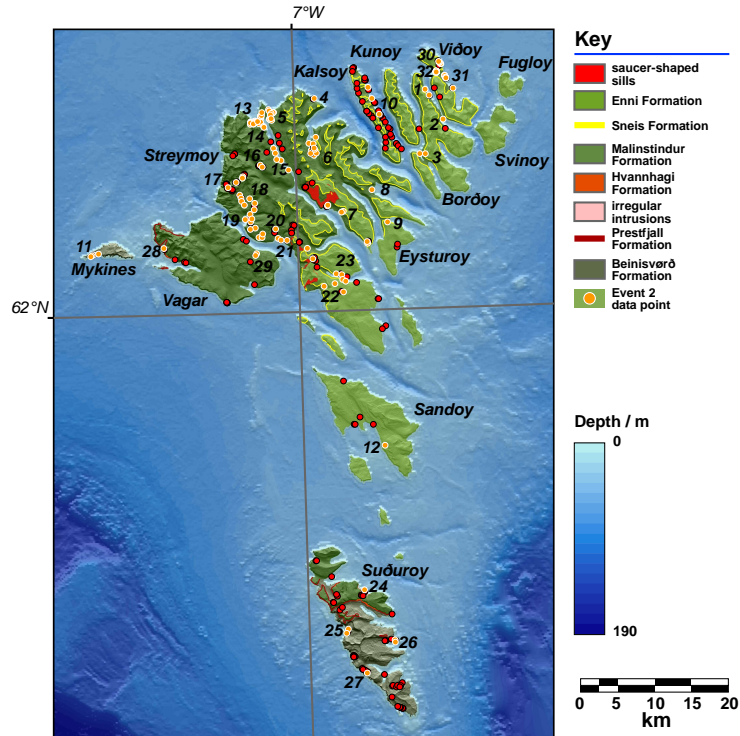 7°W
30 Viðoy
Kunoy
Fugloy
Kalsoy
32
31
4
1
10
13
5
2
14
6
Svinoy
Streymoy
16
15
3
17
18
8
Borðoy
7
9
19
20
11
28
21
23
Eysturoy
Mykines
29
22
Vagar
62°N
Sandoy
12
Suðuroy
24
25
26
27
Key
saucer-shaped
sills
Enni Formation
Sneis Formation
Malinstindur
Formation
Hvannhagi
Formation
irregular
intrusions
Prestfjall
Formation
Beinisvørð
Formation
Event 2
data point
Depth / m
0
190
0 5 10 15 20
km